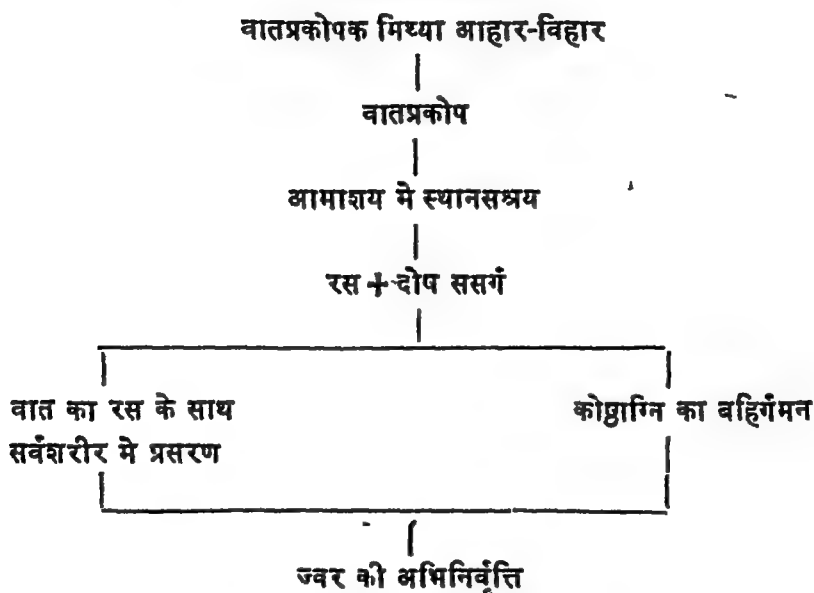 वातप्रकोपक मिथ्या आहार-विहार
वातप्रकोप
आमाशय मे स्थानसश्रय
रस + दोष ससर्ग
वात का रस के साथ
सर्वशरीर मे प्रसरण
कोष्ठाग्नि का वहिर्गमन
ज्वर की अभिनिर्वृत्ति